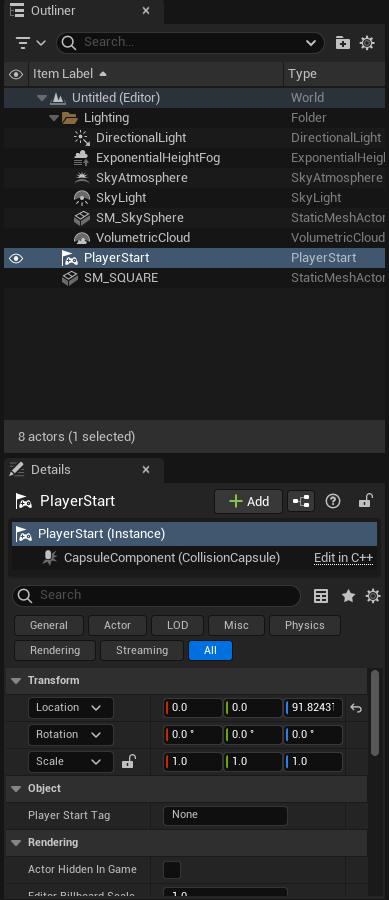 Outliner
Search...
Item Label Type
Untitled (Editor) World
Lighting Folder
DirectionalLight DirectionalLight
ExponentialHeightFog ExponentialHeigh
SkyAtmosphere SkyAtmosphere
SkyLight SkyLight
SM_SkySphere StaticMeshActor
VolumetricCloud VolumetricCloud
PlayerStart PlayerStart
SM_SQUARE StaticMeshActor
8 actors (1 selected)
Details
PlayerStart Add
PlayerStart (Instance)
CapsuleComponent (CollisionCapsule) Edit in C++
Search
General Actor LOD Misc Physics
Rendering Streaming All
Transform
Location 0.0 0.0 91.82431
Rotation 0.0 ° 0.0 ° 0.0 °
Scale 1.0 1.0 1.0
Object
Player Start Tag None
Rendering
Actor Hidden In Game
Editor Billboard Scale 1.0